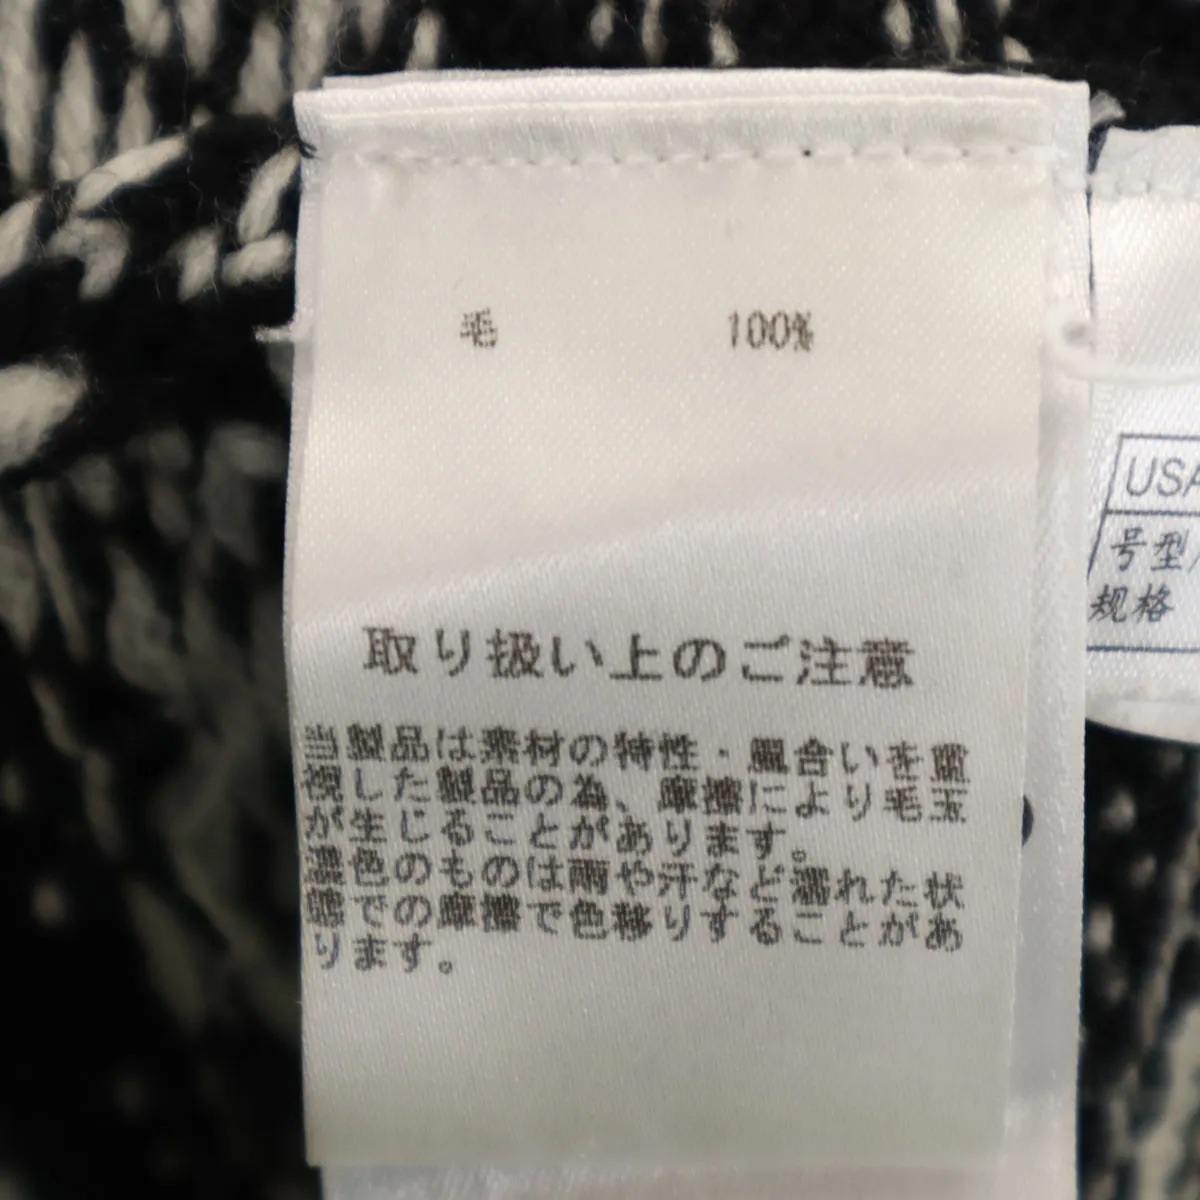 毛 100%
取り扱い上のご注意
当製品は素材の特性・風合いを重
視した製品の為、摩擦により毛玉
が生じることがあります。
濃色のものは雨や汗など濡れた状
態での摩擦で色移りすることがあ
ります。
USA
号型/
规格